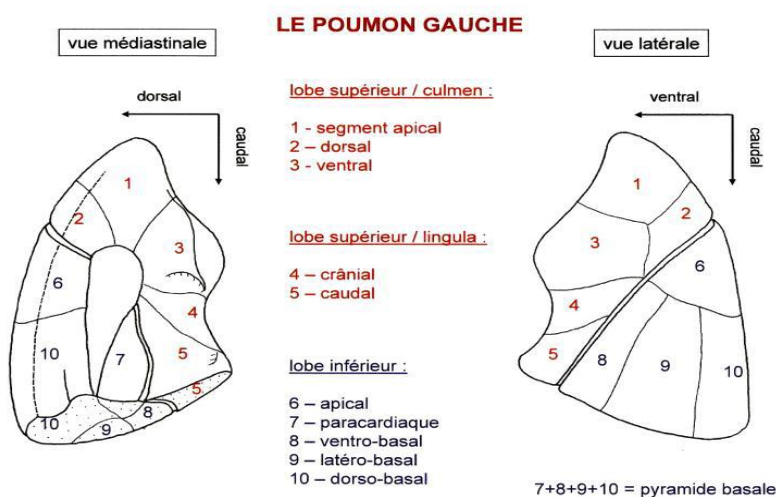 LE POUMON GAUCHE
vue médiastinale
vue latérale
dorsal
caudal
1
2
3
6
4
10
7
5
5
8
10
9
lobe supérieur / culmen :
1 - segment apical
2 – dorsal
3 - ventral
lobe supérieur / lingula :
4 – crânial
5 – caudal
lobe inférieur :
6 – apical
7 – paracardiaque
8 – ventro-basal
9 – latéro-basal
10 – dorso-basal
ventral
caudal
1
2
3
6
4
5
8
9
10
7+8+9+10 = pyramide basale